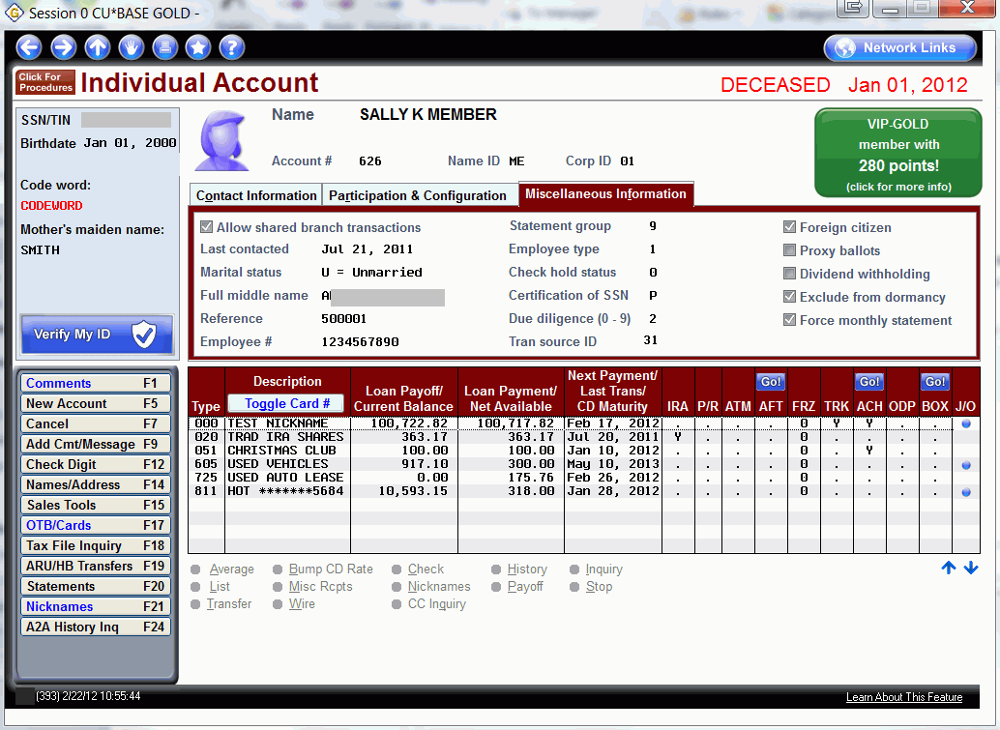 Session 0 CU*BASE GOLD -
Network Links
Click For Procedures
Individual Account
DECEASED Jan 01, 2012
SSN/TIN
Birthdate Jan 01, 2000
Code word:
CODEWORD
Mother's maiden name:
SMITH
Verify My ID
Name SALLY K MEMBER
Account # 626 Name ID ME Corp ID 01
VIP-GOLD
member with
280 points!
(click for more info)
Contact Information Participation & Configuration Miscellaneous Information
Allow shared branch transactions Statement group 9 Foreign citizen
Last contacted Jul 21, 2011 Employee type 1 Proxy ballots
Marital status U = Unmarried Check hold status 0 Dividend withholding
Full middle name Certification of SSN P Exclude from dormancy
Reference 500001 Due diligence (0 - 9) 2 Force monthly statement
Employee # 1234567890 Tran source ID 31
Comments F1
New Account F5
Cancel F7
Add Cmt/Message F9
Check Digit F12
Names/Address F14
Sales Tools F15
OTB/Cards F17
Tax File Inquiry F18
ARU/HB Transfers F19
Statements F20
Nicknames F21
A2A History Inq F24
Type Description Toggle Card # Loan Payoff/ Current Balance Loan Payment/ Net Available Next Payment/ Last Trans/ CD Maturity IRA P/R ATM Go! AFT FRZ TRK Go! ACH ODP Go! BOX J/O
000 TEST NICKNAME 100,722.82 100,717.82 Feb 17, 2012 . . . . 0 Y Y . .
020 TRAD IRA SHARES 363.17 363.17 Jul 20, 2011 Y . . . 0 . . . .
051 CHRISTMAS CLUB 100.00 100.00 Jan 10, 2012 . . . . 0 . Y . .
605 USED VEHICLES 917.10 300.00 May 10, 2013 . . . . 0 . . . .
725 USED AUTO LEASE 0.00 175.76 Feb 26, 2012 . . . . 0 . . . .
811 HOT *******5684 10,593.15 318.00 Jan 28, 2012 . . . . 0 . . . .
Average Bump CD Rate Check History Inquiry
List Misc Rcpts Nicknames Payoff Stop
Transfer Wire CC Inquiry
(393) 2/22/12 10:55:44
Learn About This Feature